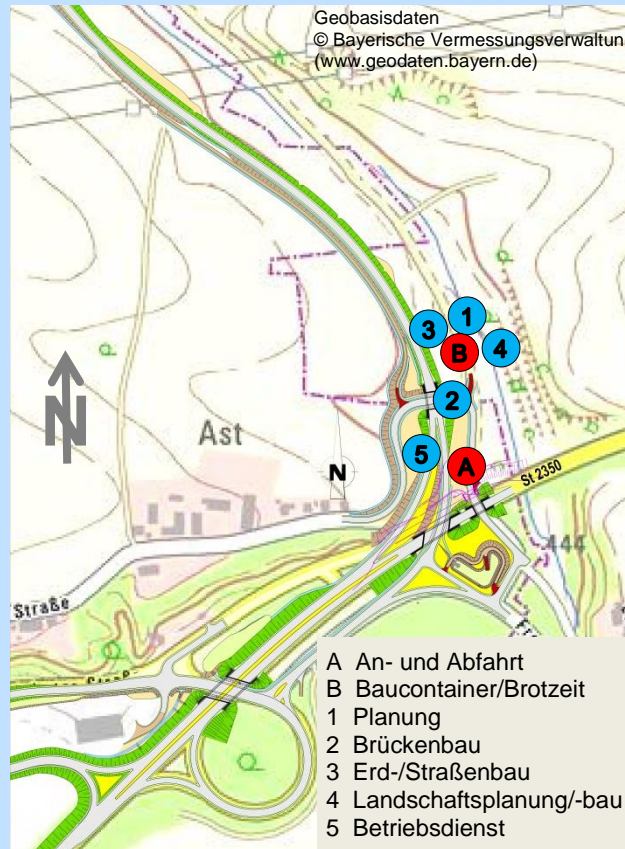 Geobasisdaten
© Bayerische Vermessungsverwaltun
(www.geodaten.bayern.de)
1
3
B
4
2
N
Ast
5
A
N
St 2350
444
Straße
A An- und Abfahrt
B Baucontainer/Brotzeit
1 Planung
2 Brückenbau
3 Erd-/Straßenbau
4 Landschaftsplanung/-bau
5 Betriebsdienst